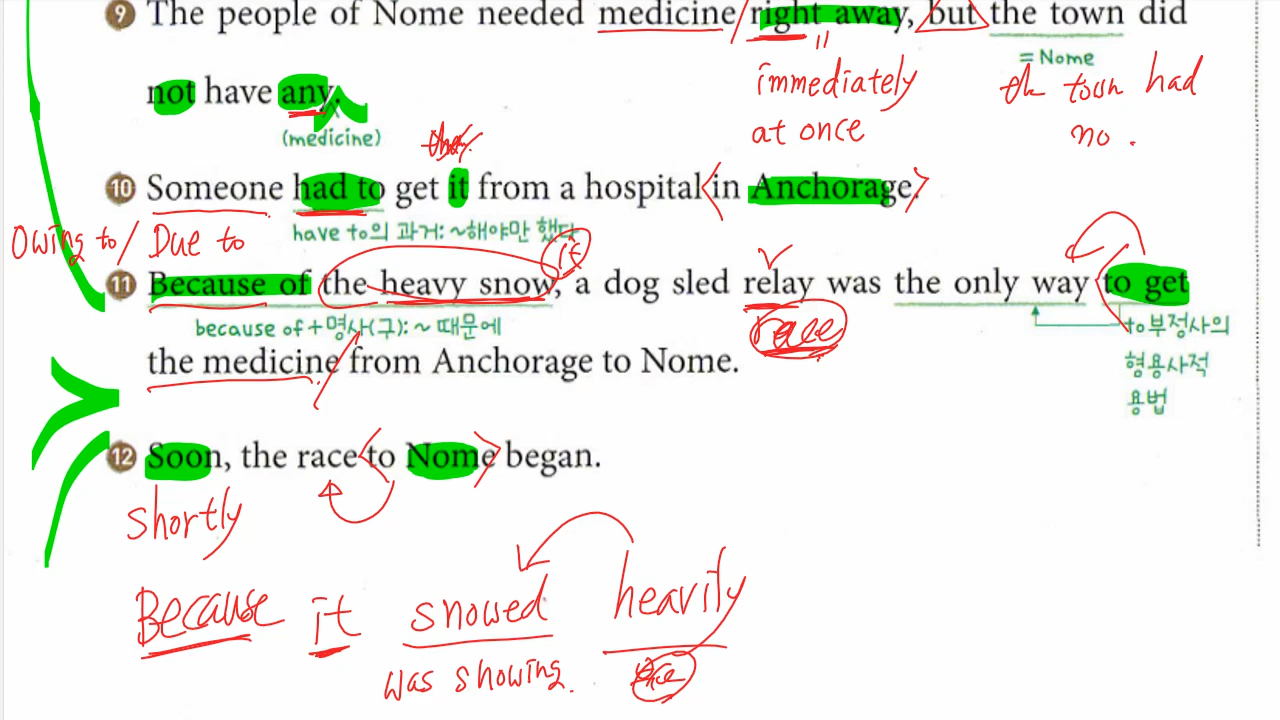 9 The people of Nome needed medicine right away, but the town did
= Nome
immediately the town had
not have any.
(medicine) at once no.
10 Someone had to get it from a hospital in Anchorage.
have to의 과거: ~해야만 했다
Owing to/ Due to it
11 Because of the heavy snow, a dog sled relay was the only way to get
because of+명사(구): ~ 때문에 race to부정사의
형용사적
용법
the medicine from Anchorage to Nome.
12 Soon, the race to Nome began.
shortly
Because it snowed heavily
was showing.